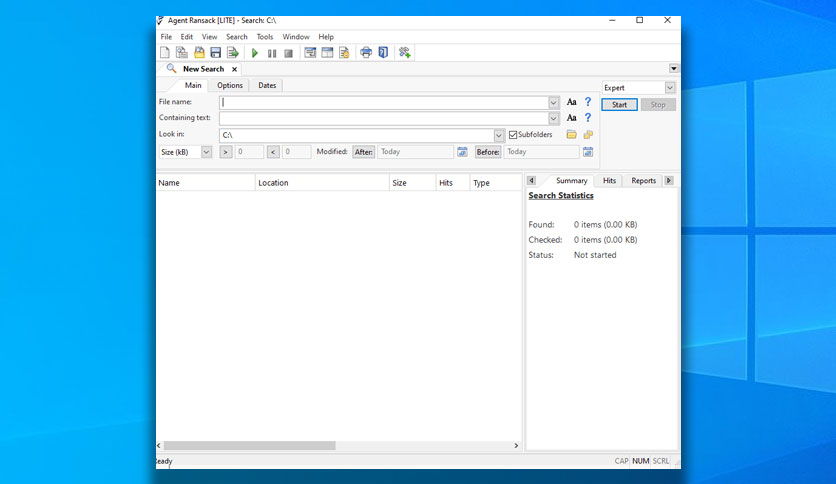 Agent Ransack [LITE] - Search: C:\
File Edit View Search Tools Window Help
New Search
Main Options Dates
Expert
File name: Aa ?
Start Stop
Containing text: Aa ?
Look in: C:\ Subfolders
Size (kB) > 0 < 0 Modified: After: Today Before: Today
Name Location Size Hits Type
Summary Hits Reports
Search Statistics
Found: 0 items (0.00 KB)
Checked: 0 items (0.00 KB)
Status: Not started
eady CAP NUM SCRL